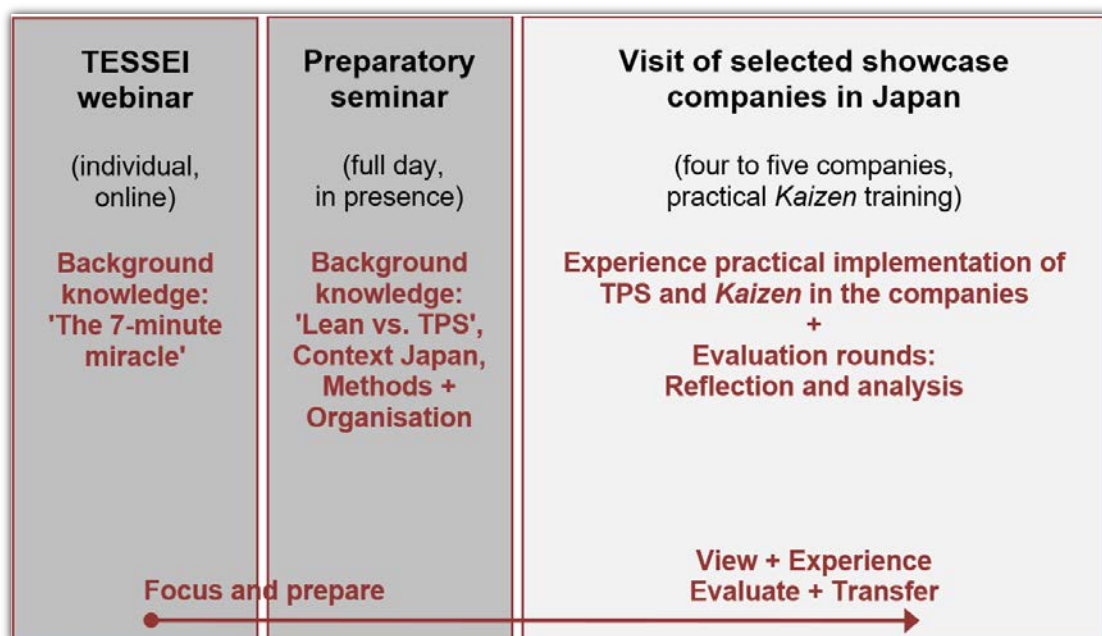 TESSEI
webinar
(individual,
online)
Background
knowledge:
'The 7-minute
miracle'
Preparatory
seminar
(full day,
in presence)
Background
knowledge:
'Lean vs. TPS',
Context Japan,
Methods +
Organisation
Visit of selected showcase
companies in Japan
(four to five companies,
practical Kaizen training)
Experience practical implementation of
TPS and Kaizen in the companies
+
Evaluation rounds:
Reflection and analysis
Focus and prepare
View + Experience
Evaluate + Transfer